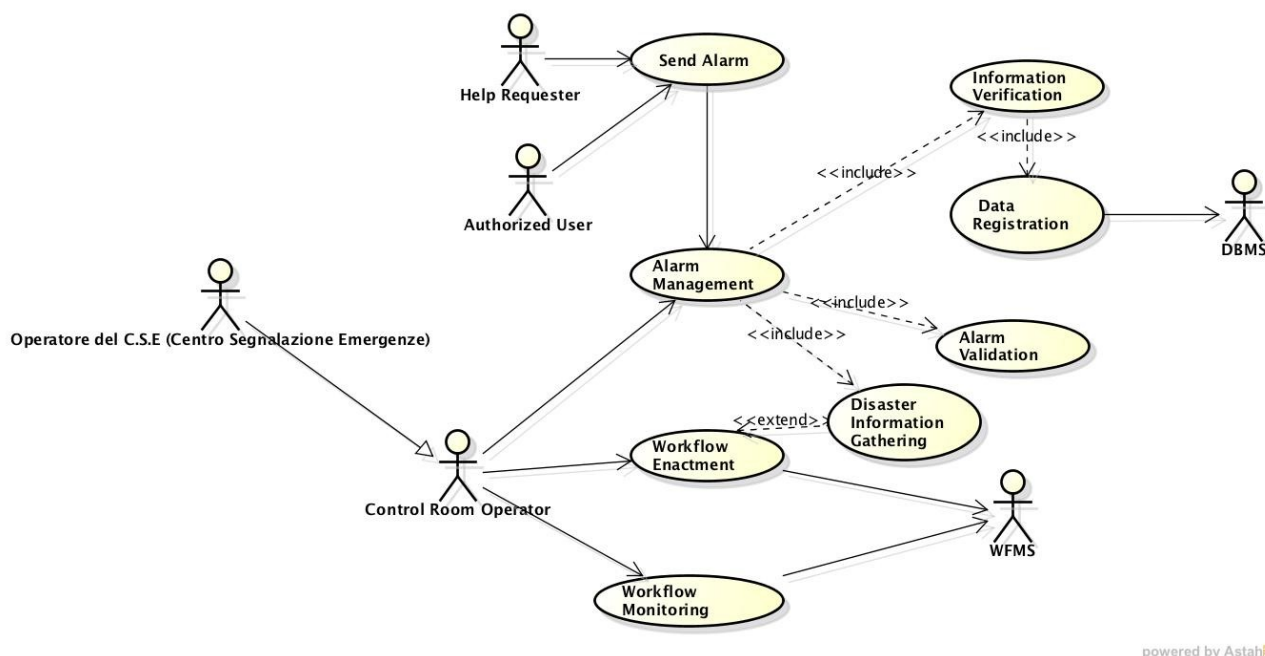 Help Requester
Send Alarm
Information
Verification
<<include>>
<<include>>
Authorized User
Data
Registration
DBMS
Alarm
Management
Operatore del C.S.E (Centro Segnalazione Emergenze)
<<include>>
<<include>>
Alarm
Validation
Disaster
Information
Gathering
<<extend>>
Workflow
Enactment
Control Room Operator
WFMS
Workflow
Monitoring
powered by Astah